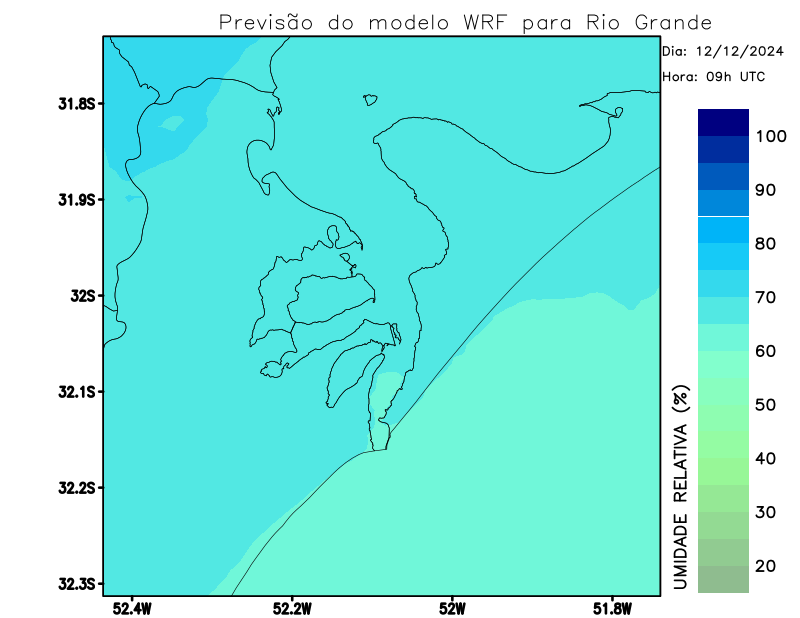 Previsão do modelo WRF para Rio Grande
Dia: 12/12/2024
Hora: 09h UTC
31.8S
31.9S
32S
32.1S
32.2S
32.3S
52.4W
52.2W
52W
51.8W
100
90
80
70
60
50
40
30
20
UMIDADE RELATIVA (%)